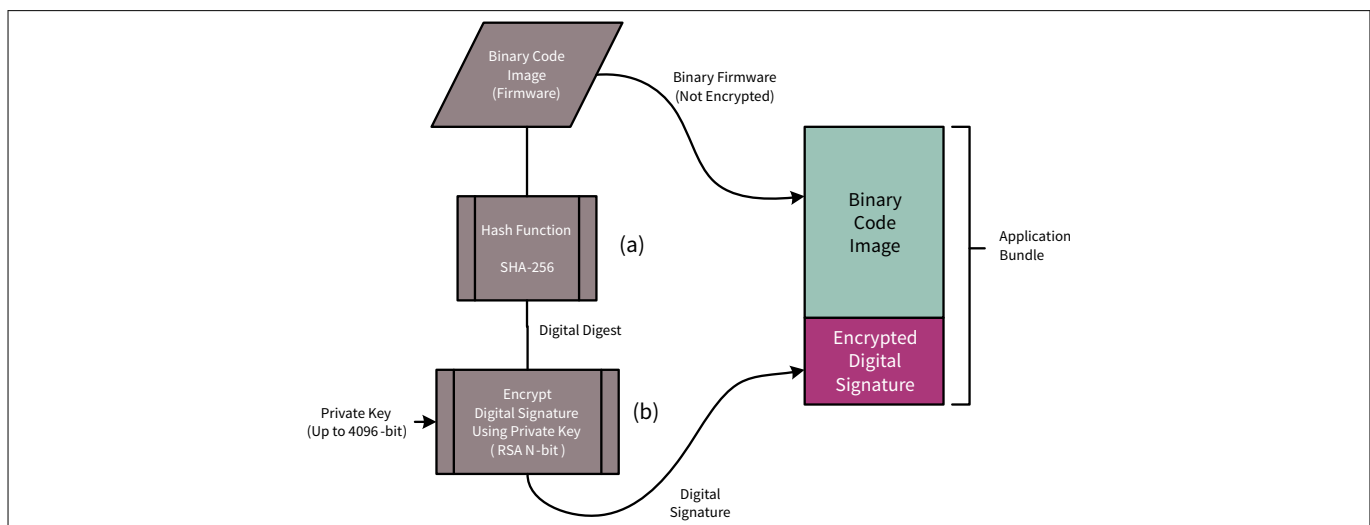 Binary Code
Image
(Firmware)
Binary Firmware
(Not Encrypted)
Hash Function
SHA-256
(a)
Digital Digest
Private Key
(Up to 4096-bit)
Encrypt
Digital Signature
Using Private Key
( RSA N-bit )
(b)
Digital
Signature
Binary
Code
Image
Encrypted
Digital
Signature
Application
Bundle